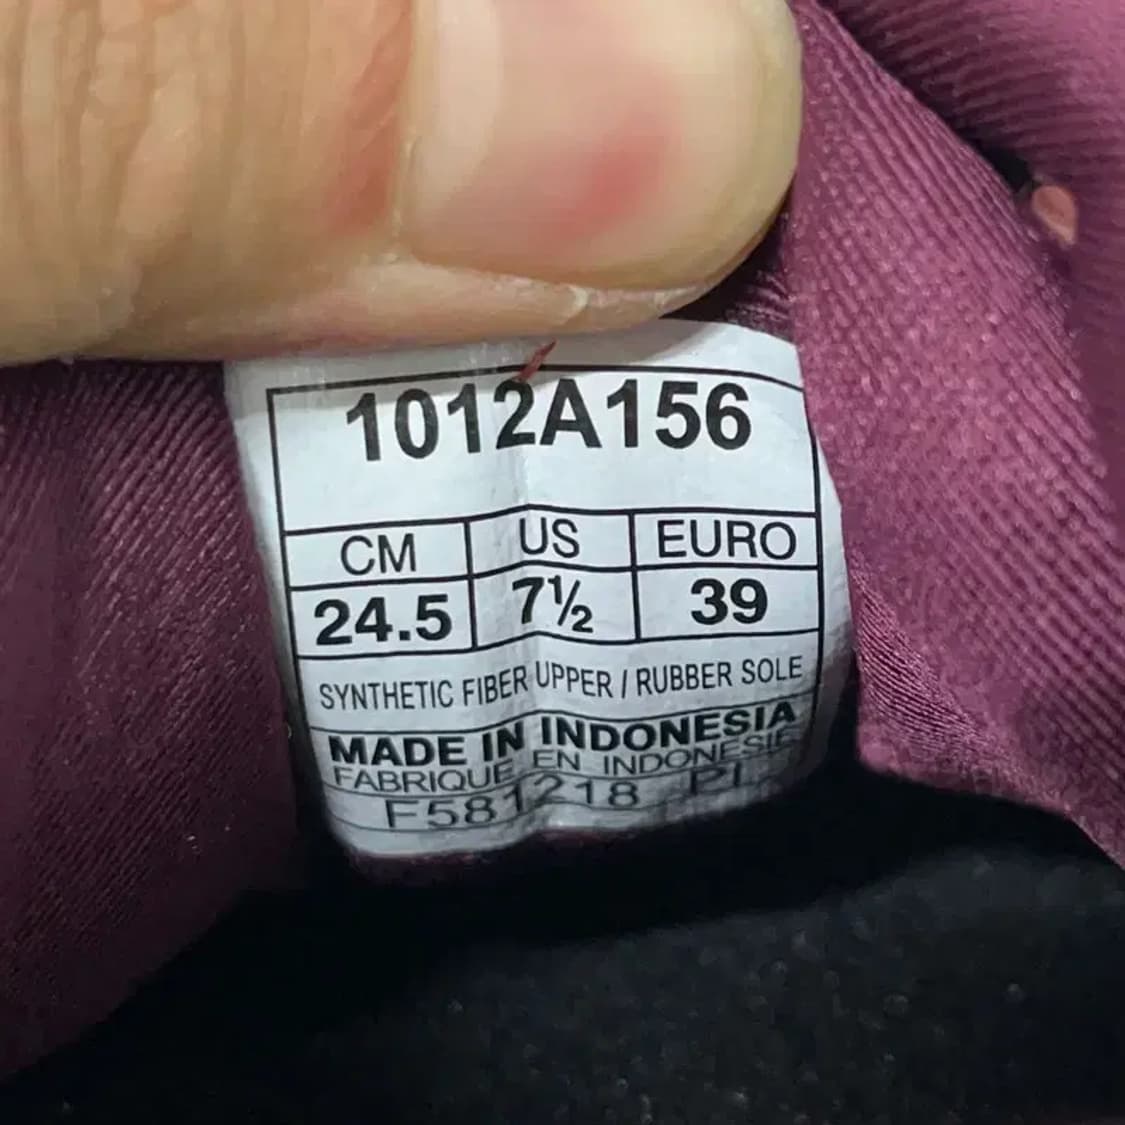 1012A156
CM US EURO
24.5 7½ 39
SYNTHETIC FIBER UPPER / RUBBER SOLE
MADE IN INDONESIA
FABRIQUE EN INDONESIE
F581218 PL